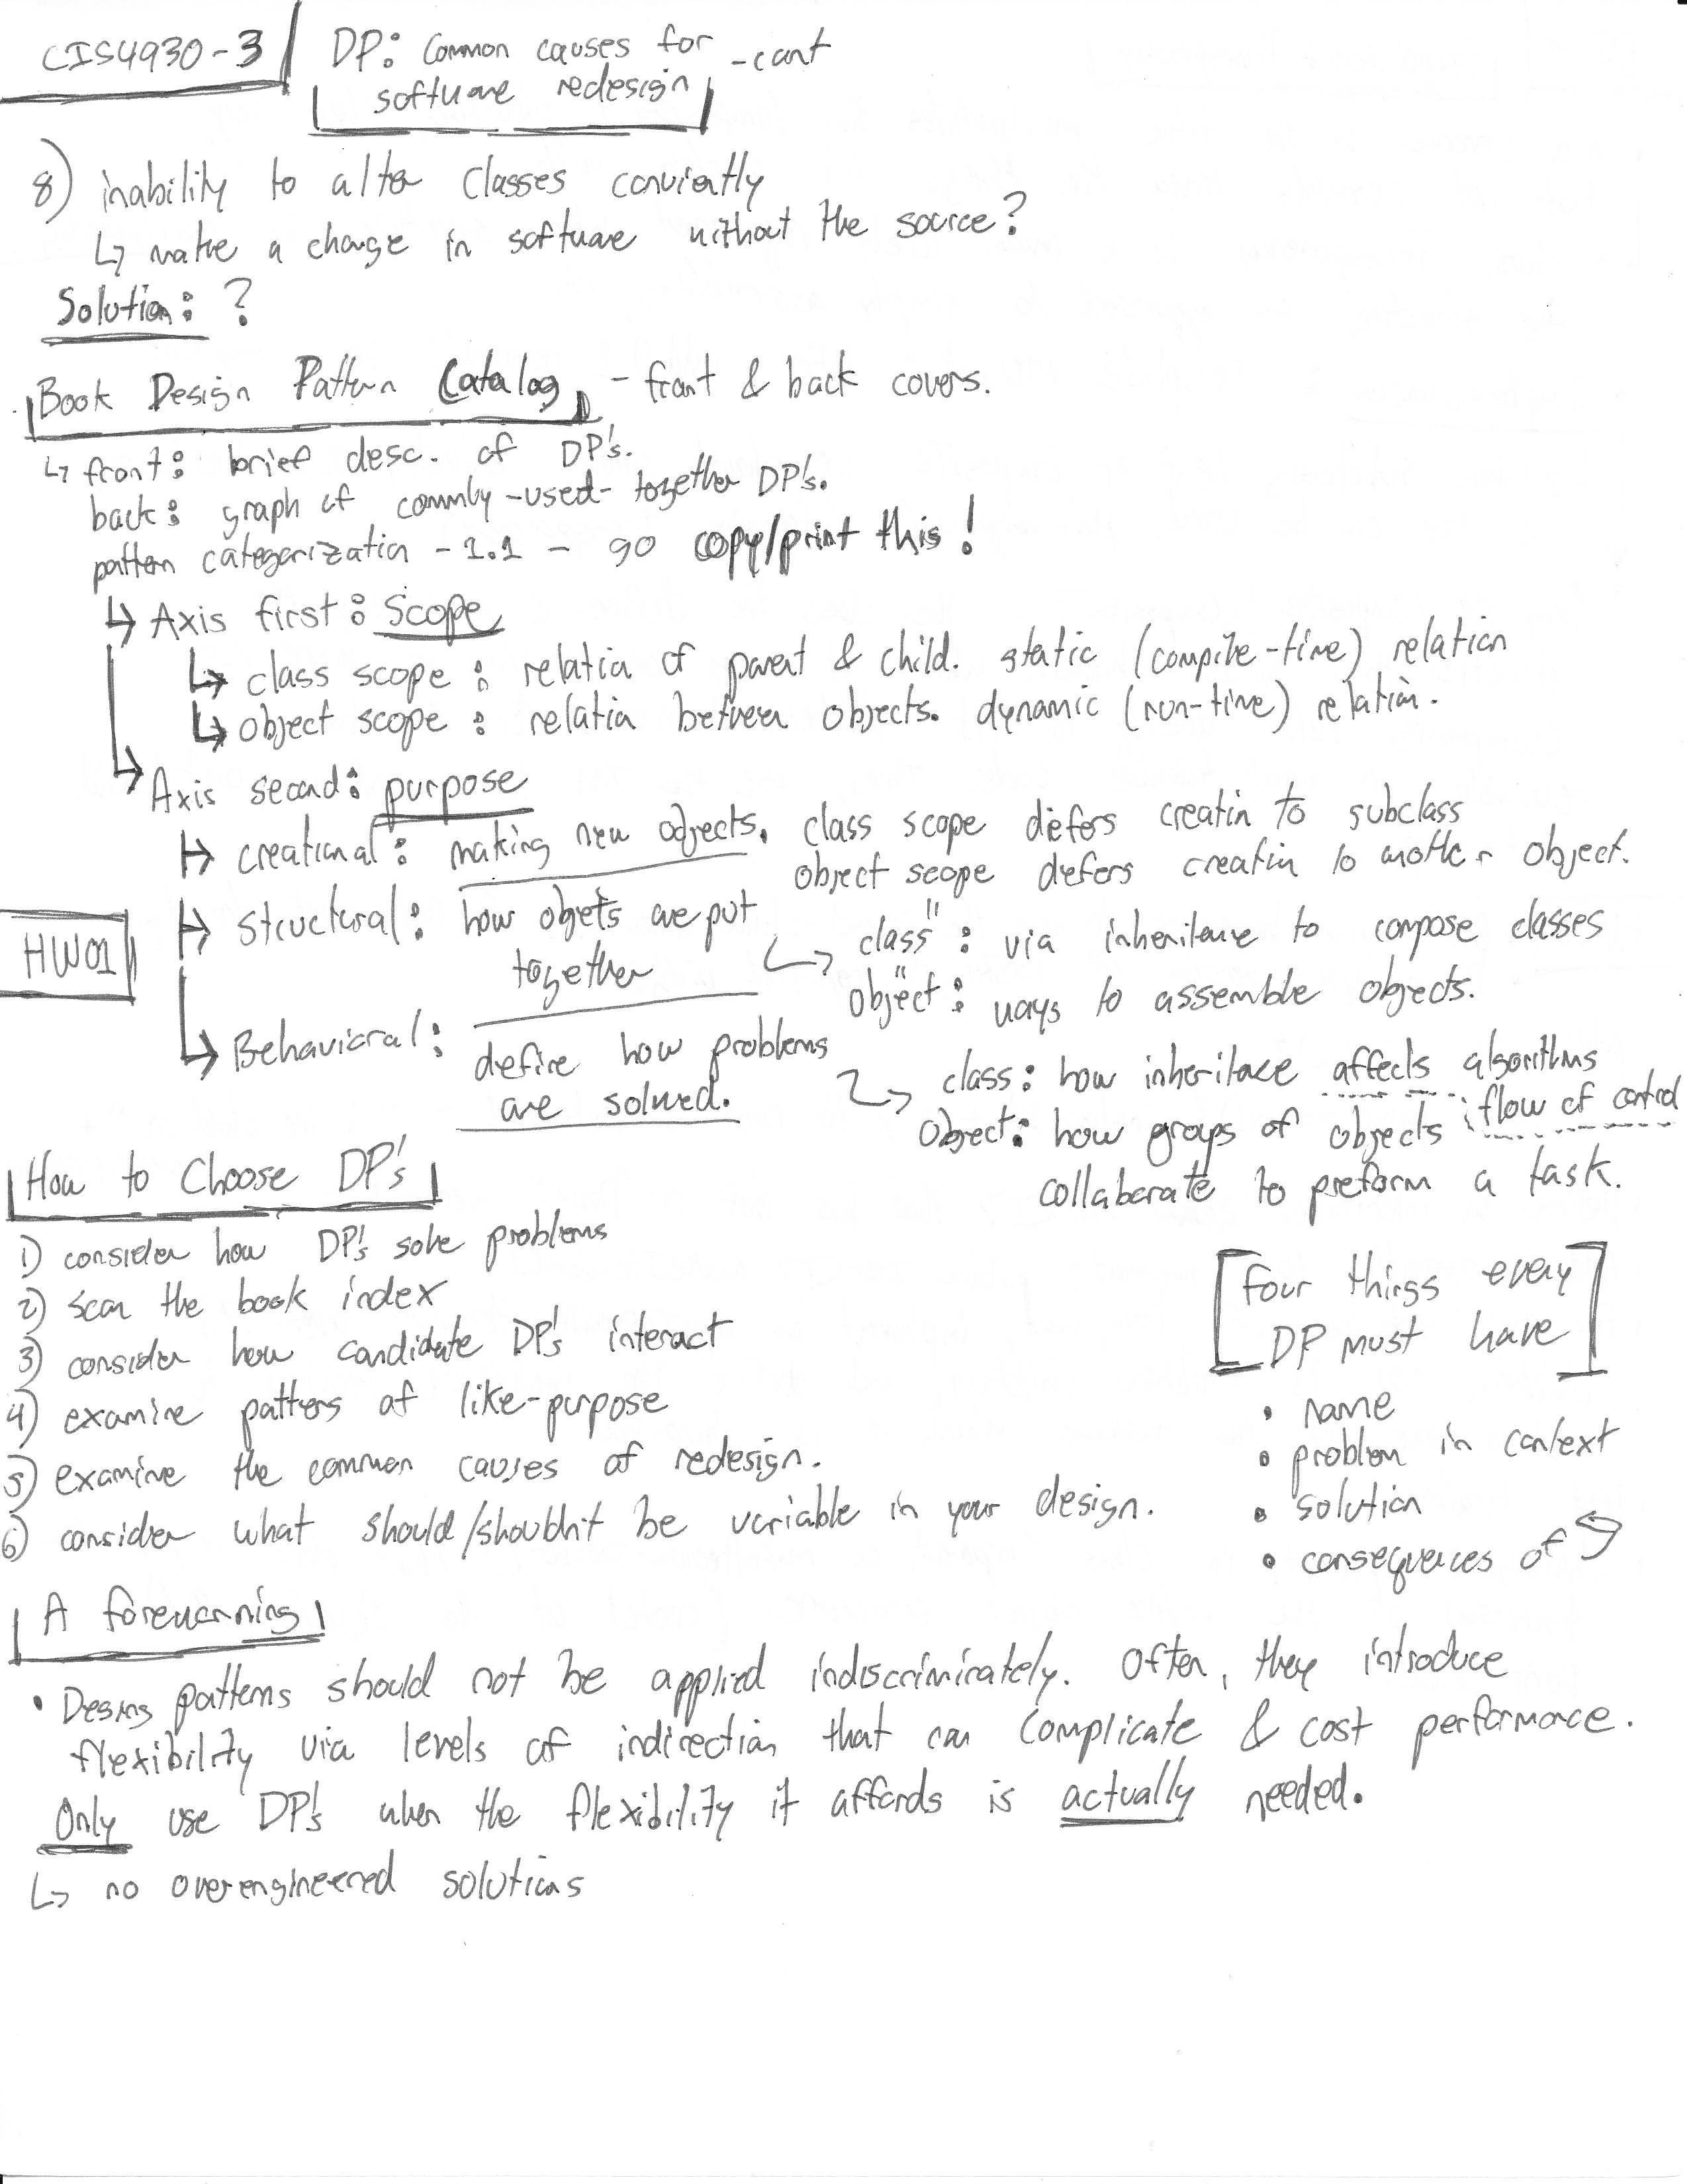 CIS4930-3
DP: Common causes for -cont
software redesign
8) inability to alter classes conviently
↳ make a change in software without the source?
Solution: ?
Book Design Pattern Catalog - front & back covers.
↳ front: brief desc. of DP's.
back: graph of commly-used-together DP's.
pattern categorization - 1.1 - go copy/print this!
↳ Axis first: Scope
↳ class scope: relation of parent & child. static (compile-time) relation
↳ object scope: relation between objects. dynamic (run-time) relation.
↳ Axis second: purpose
↳ creational: making new objects. class scope defers creation to subclass
object scope defers creation to another object.
HW01
↳ Structural: how objets are put
together
↳ class ": via inheritence to compose classes
object ": ways to assemble objects.
↳ Behavioral: define how problems
are solved.
↳ class: how inheritace affects algorithms
flow of control
object: how groups of objects
collaborate to preform a task.
How to Choose DP's
1) consider how DP's solve problems
2) scan the book index
3) consider how candidate DP's interact
4) examine patters of like-purpose
5) examine the common causes of redesign.
6) consider what should/shouldn't be variable in your design.
Four things every
DP must have
• name
• problem in context
• solution
• consequences of
A forewarning
• Desing patterns should not be applied indiscriminately. Often, they introduce
flexibility via levels of indirection that can complicate & cost performance.
Only use DP's when the flexibility it affords is actually needed.
↳ no overengineered solutions